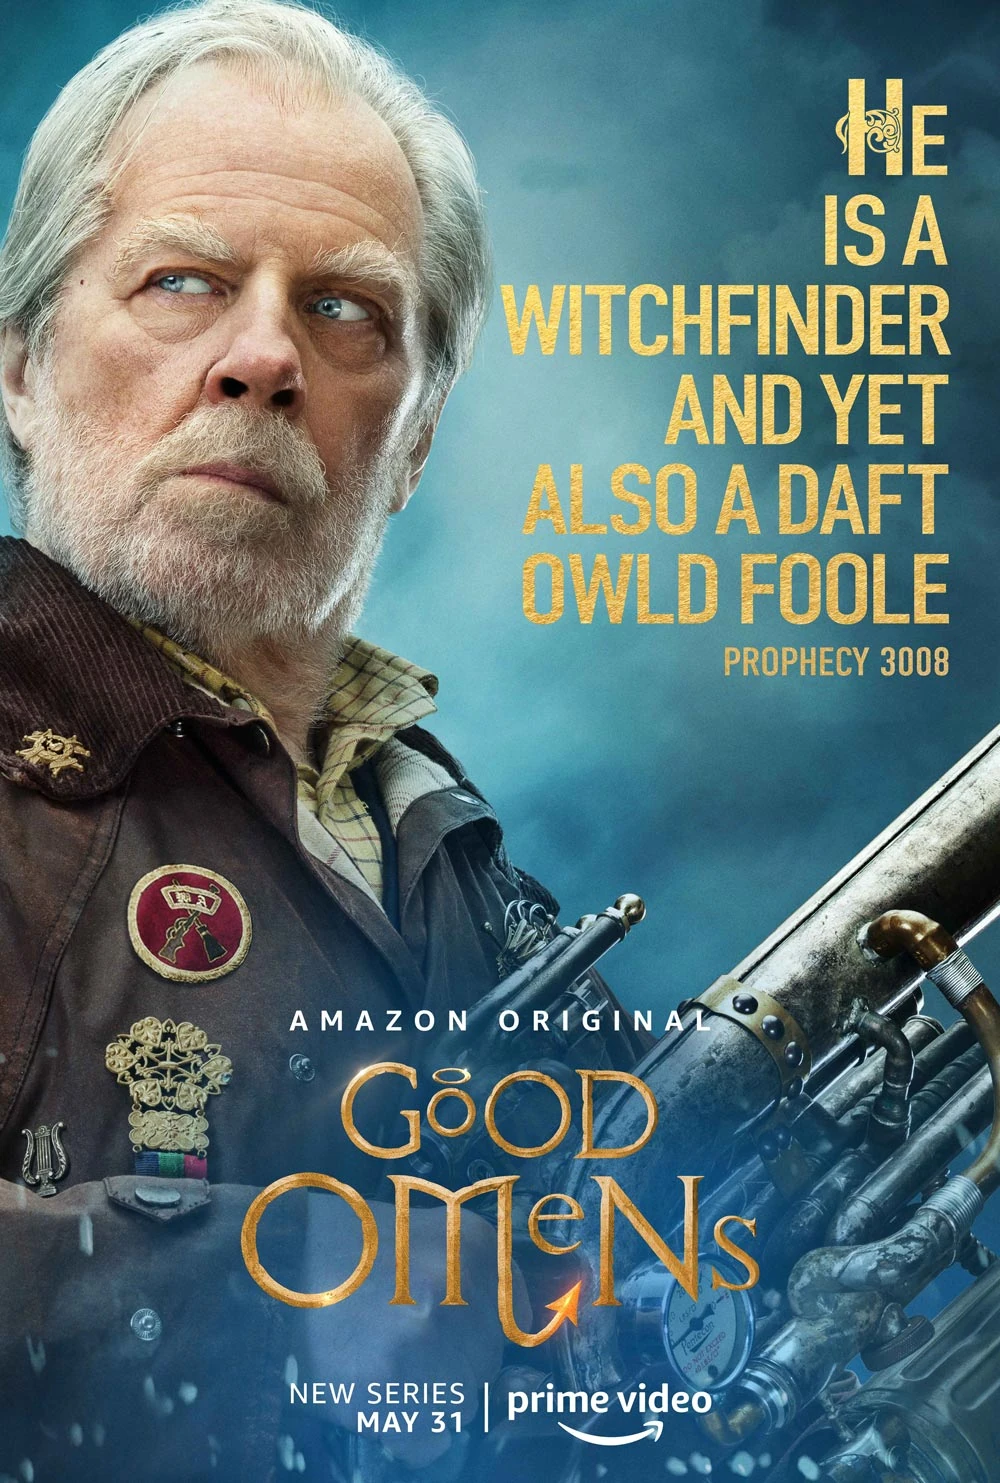 HE
IS A
WITCHFINDER
AND YET
ALSO A DAFT
OWLD FOOLE
PROPHECY 3008
AMAZON ORIGINAL
GOOD
OMENS
NEW SERIES
MAY 31
prime video